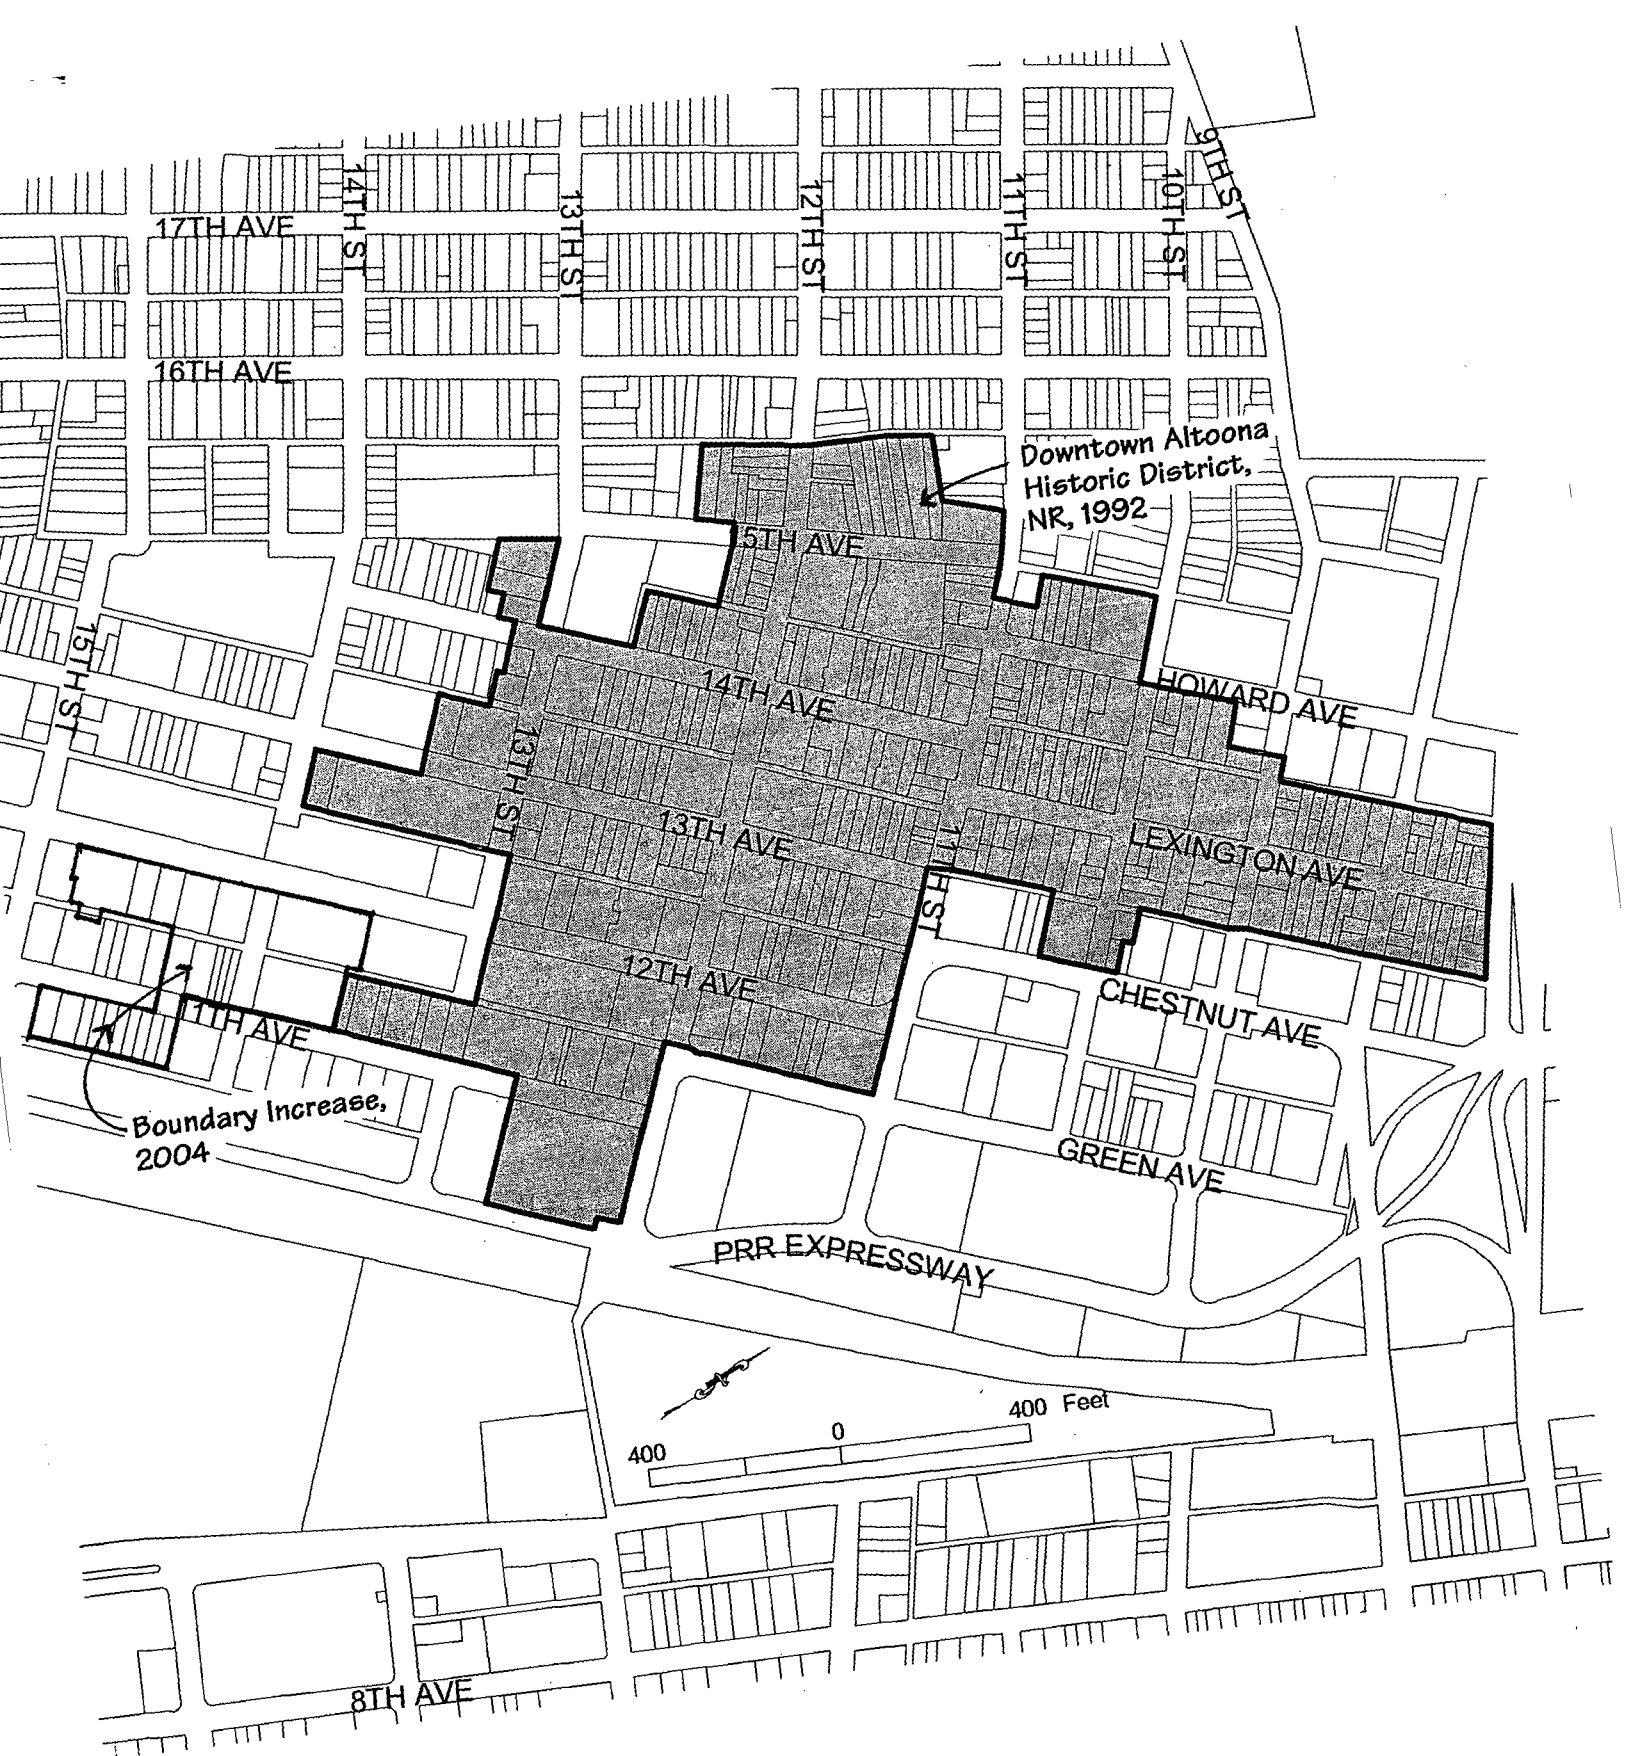 9TH ST
14TH ST
13TH ST
12TH ST
11TH ST
10TH ST
17TH AVE
16TH AVE
Downtown Altoona
Historic District,
NR, 1992
5TH AVE
15TH ST
14TH AVE
HOWARD AVE
13TH ST
13TH AVE
11TH ST
LEXINGTON AVE
12TH AVE
CHESTNUT AVE
1TH AVE
Boundary Increase,
2004
GREEN AVE
PRR EXPRESSWAY
400 0 400 Feet
8TH AVE